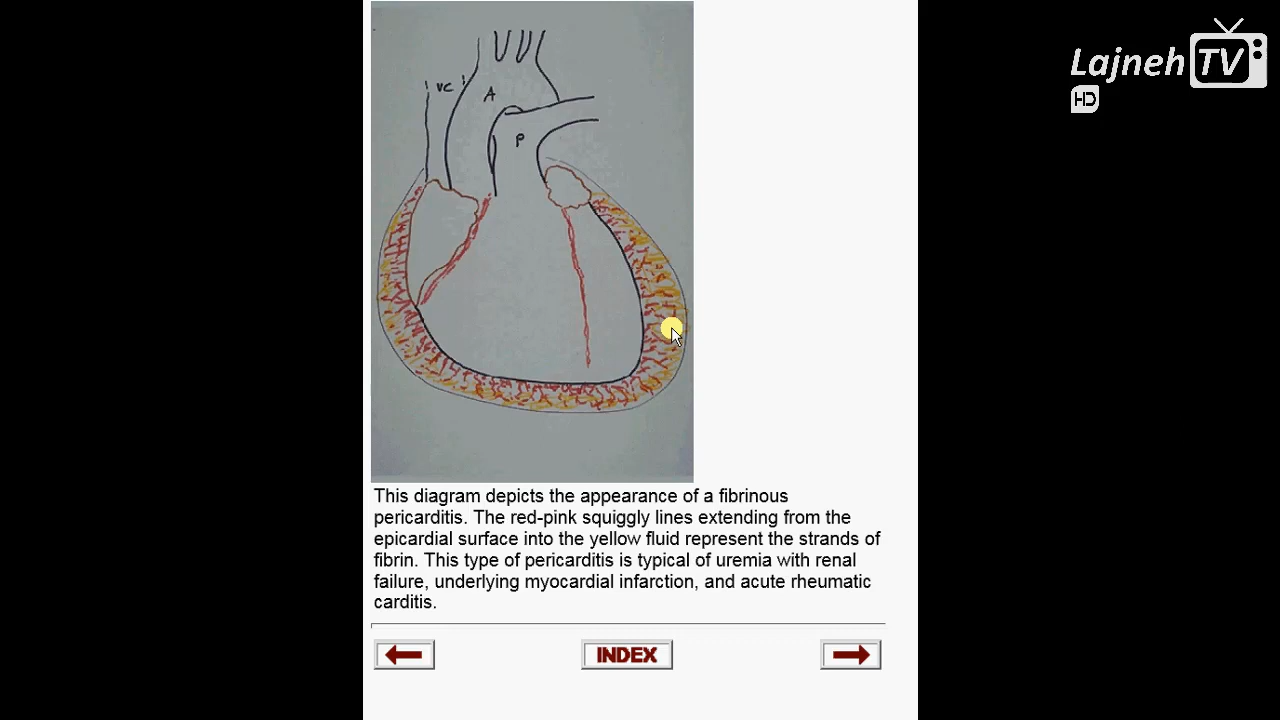 Lajneh TV
HD
VC
A
P
This diagram depicts the appearance of a fibrinous
pericarditis. The red-pink squiggly lines extending from the
epicardial surface into the yellow fluid represent the strands of
fibrin. This type of pericarditis is typical of uremia with renal
failure, underlying myocardial infarction, and acute rheumatic
carditis.
INDEX